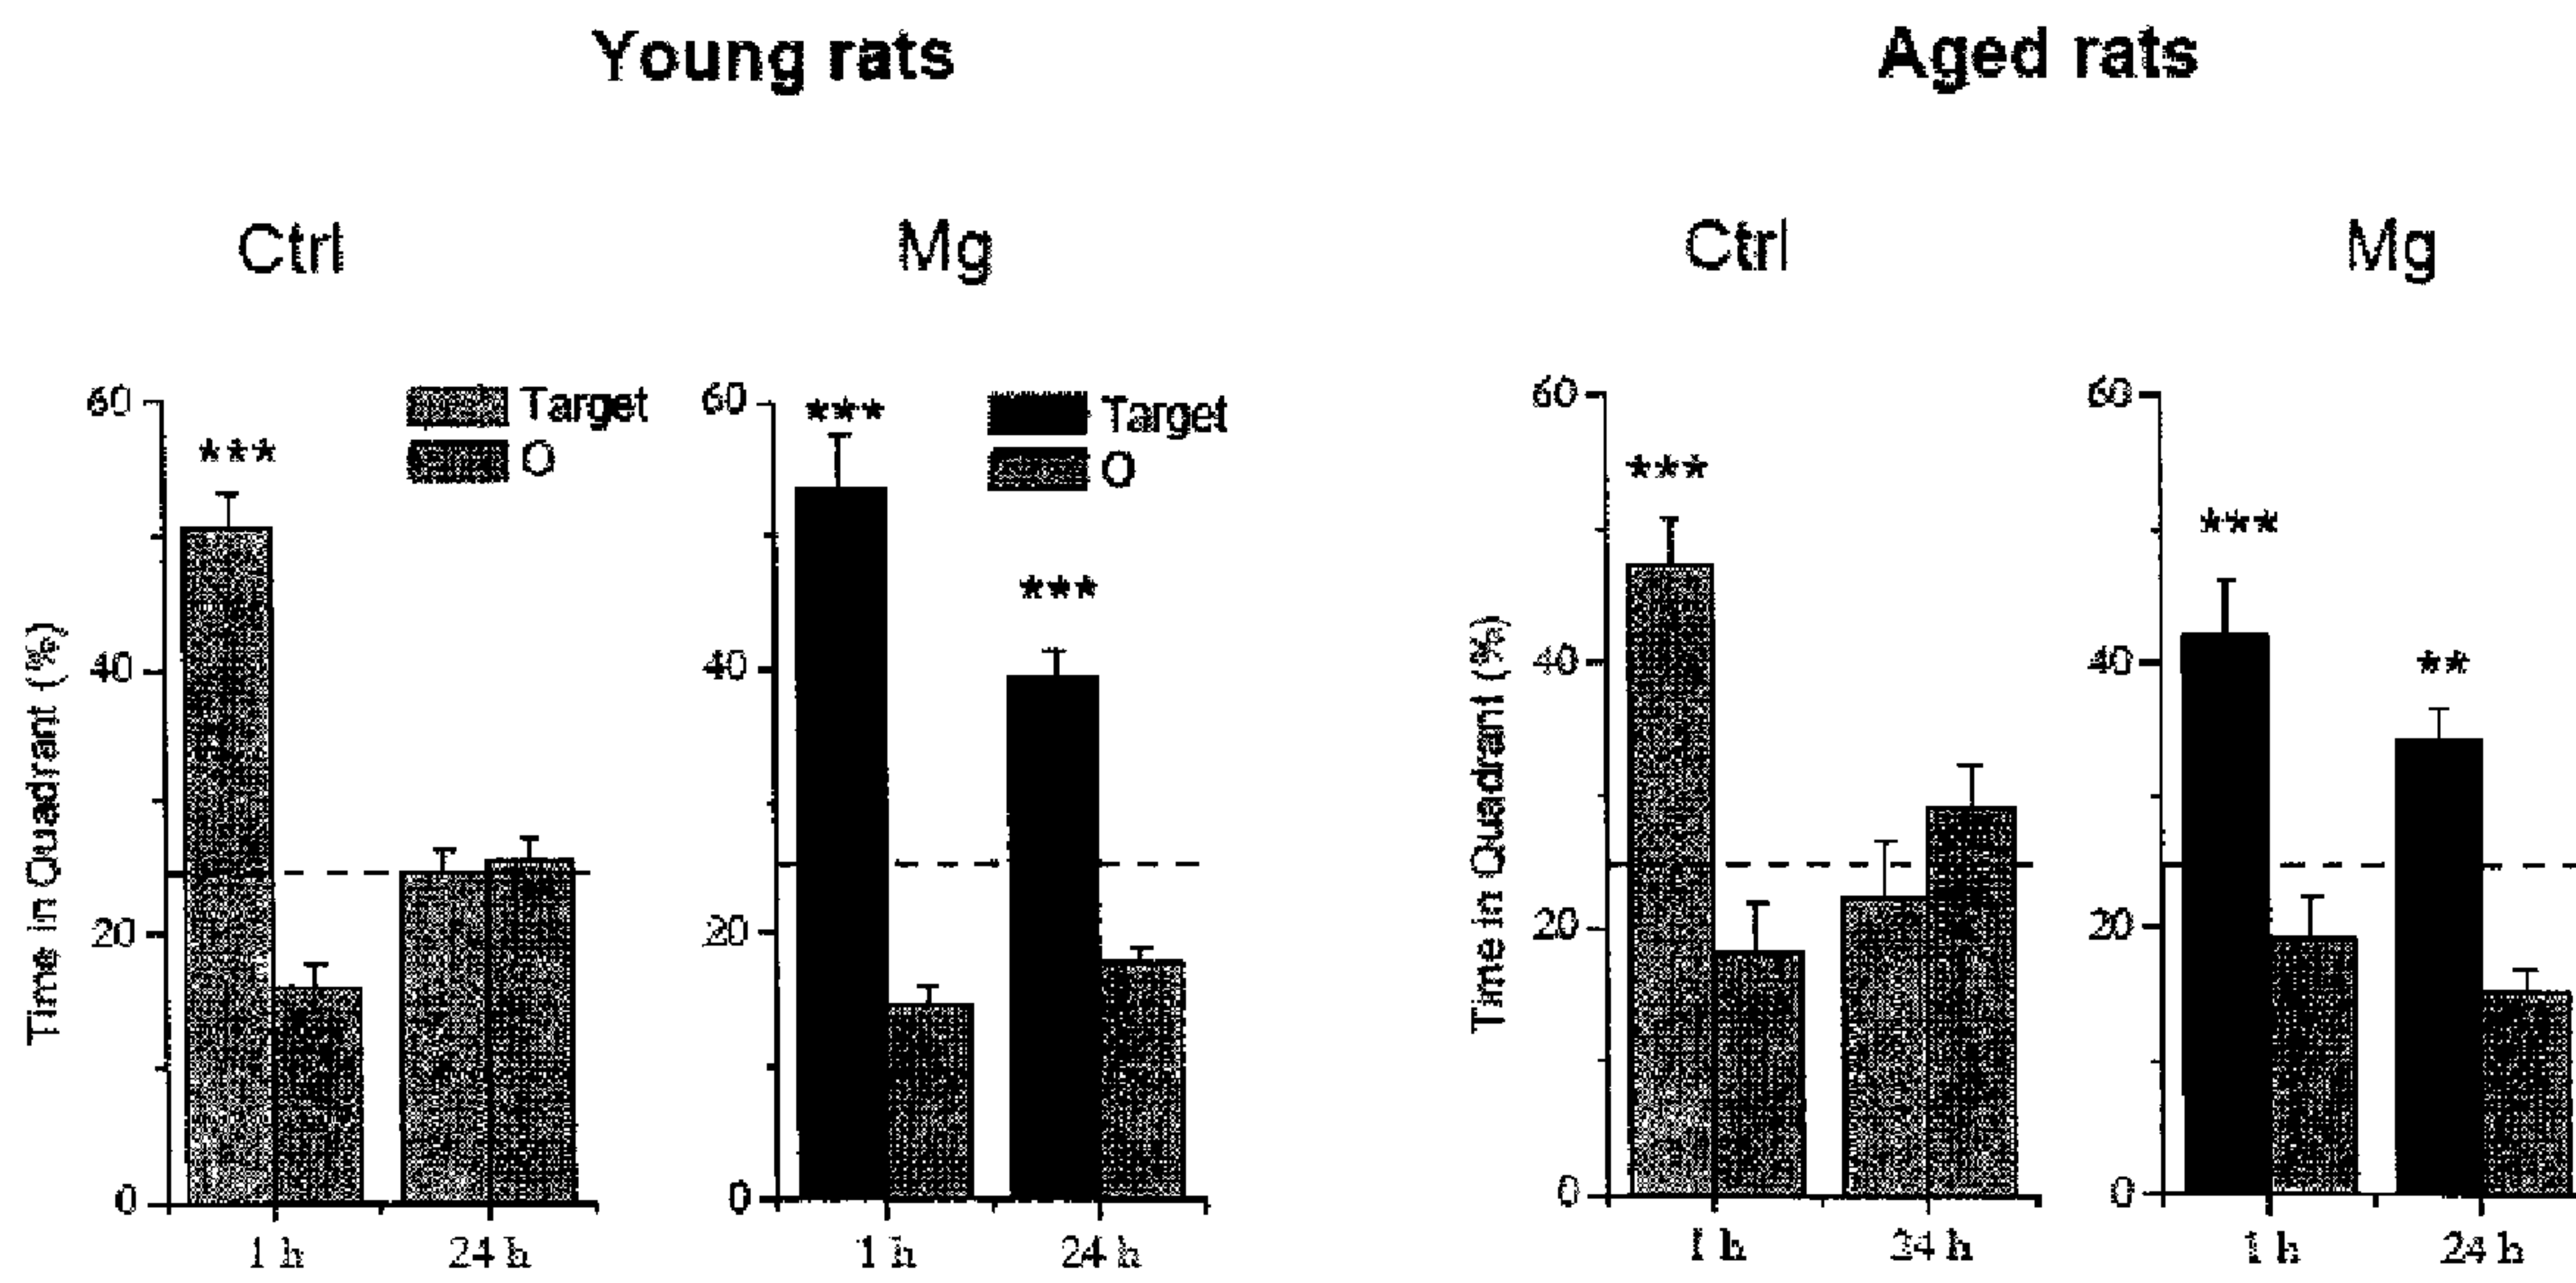 Young rats
Aged rats
Ctrl
Mg
Ctrl
Mg
Time in Quadrant (%)
60
40
20
0
***
Target
O
1 h
24 h
60
40
20
0
***
***
Target
O
1 h
24 h
Time in Quadrant (%)
60
40
20
0
***
1 h
24 h
60
40
20
0
***
**
1 h
24 h